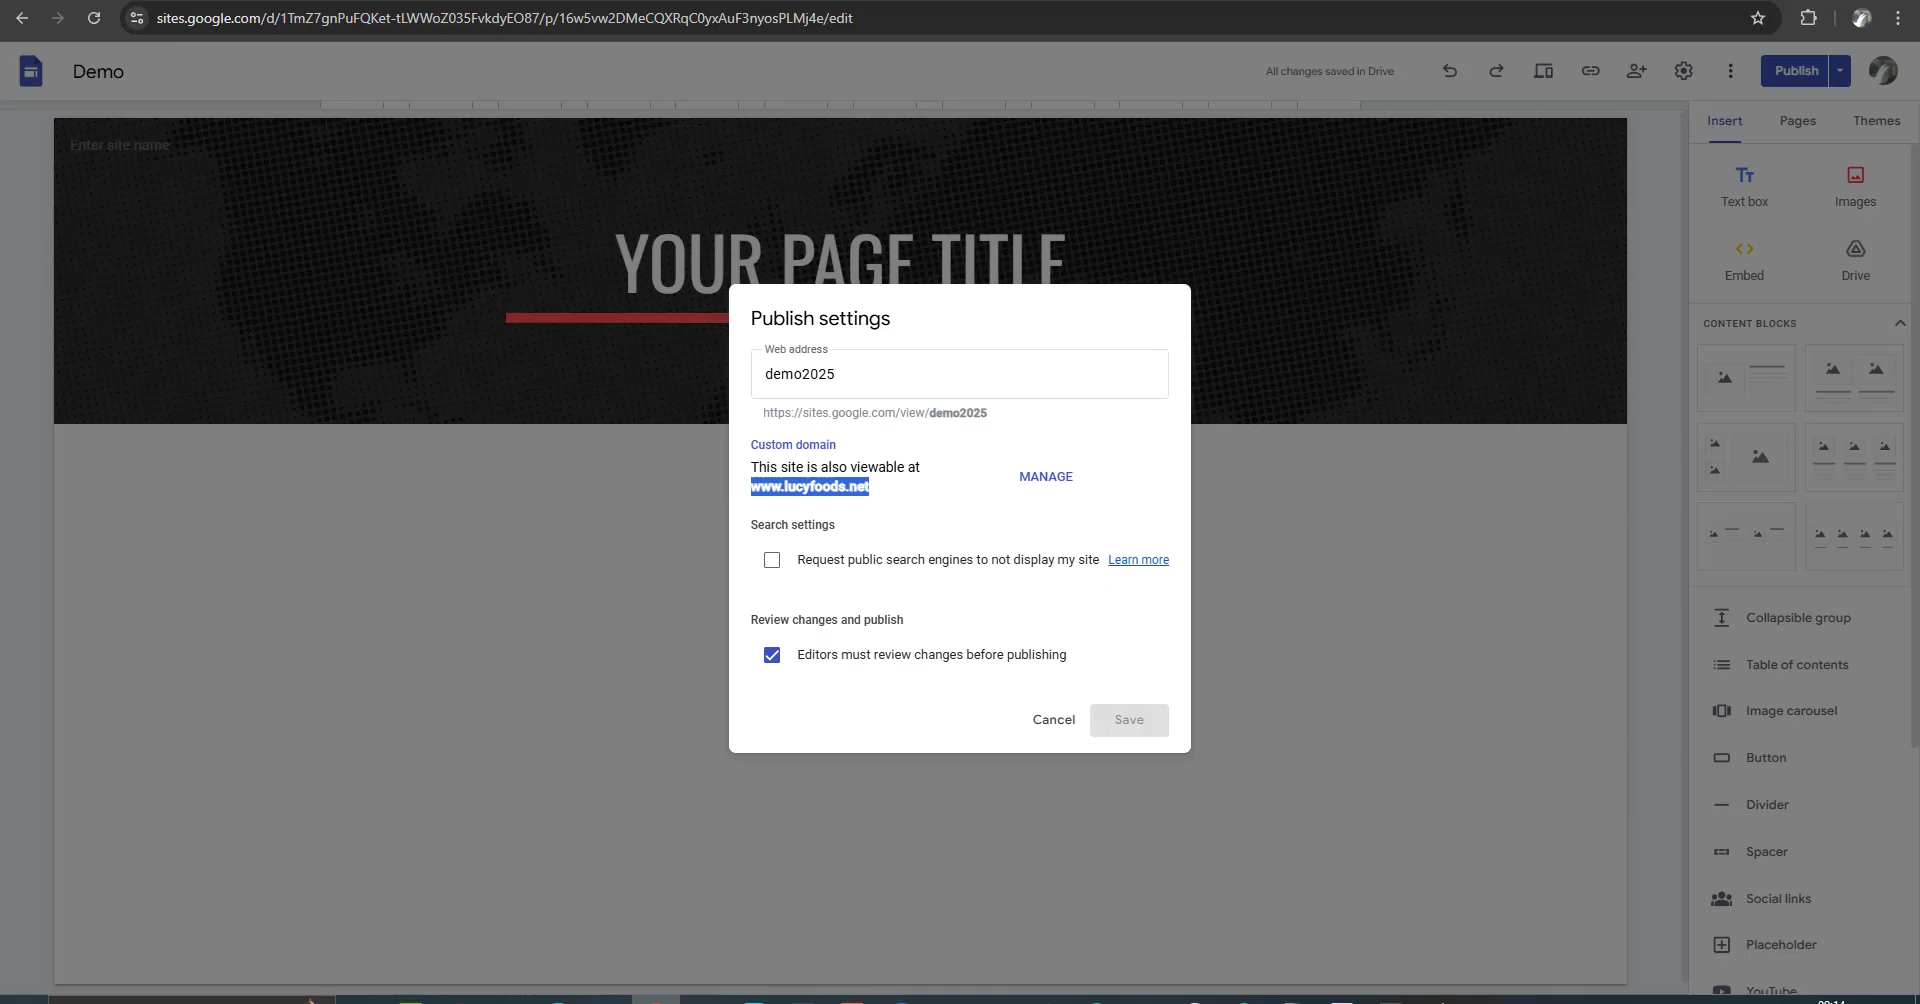 sites.google.com/d/1TmZ7gnPuFQKet-tLWWoZ035FvkdyEO87/p/16w5vw2DMeCQXRqC0yxAuF3nyosPLMj4e/edit
Demo
All changes saved in Drive
Publish
Insert
Pages
Themes
Enter site name
YOUR PAGE TITLE
Text box
Images
Embed
Drive
CONTENT BLOCKS
Publish settings
Web address
demo2025
https://sites.google.com/view/demo2025
Custom domain
This site is also viewable at
www.lucyfoods.net
MANAGE
Search settings
Request public search engines to not display my site Learn more
Review changes and publish
Editors must review changes before publishing
Cancel
Save
Collapsible group
Table of contents
Image carousel
Button
Divider
Spacer
Social links
Placeholder
YouTube